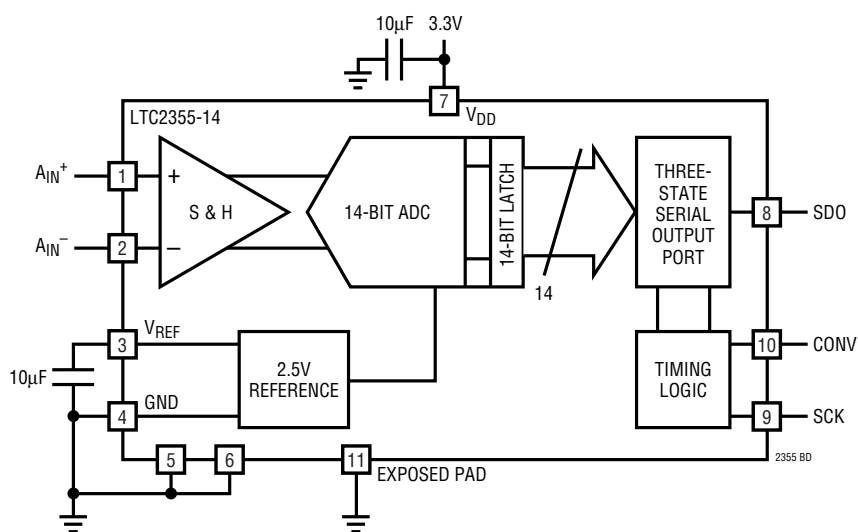 10µF 3.3V
7
LTC2355-14
VDD
AIN+
1
+
S & H
14-BIT ADC
14-BIT LATCH
THREE-
STATE
SERIAL
OUTPUT
PORT
8
SDO
AIN−
2
−
14
3
VREF
10µF
2.5V
REFERENCE
TIMING
LOGIC
10
CONV
4
GND
9
SCK
5
6
11
EXPOSED PAD
2355 BD